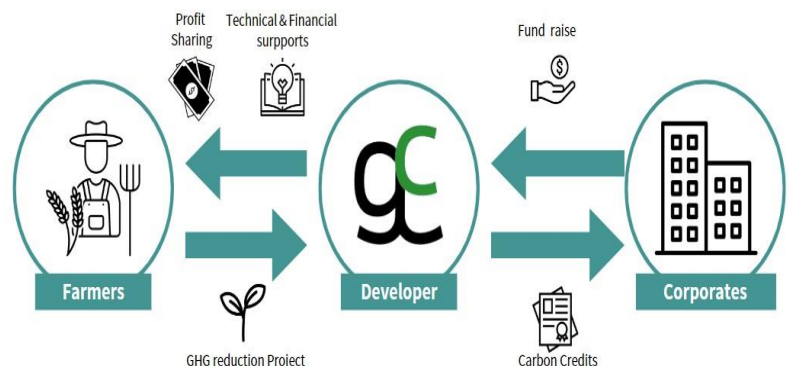 Profit
Sharing
Technical & Financial
surpports
Fund raise
gc
Farmers
Developer
Corporates
GHG reduction Project
Carbon Credits